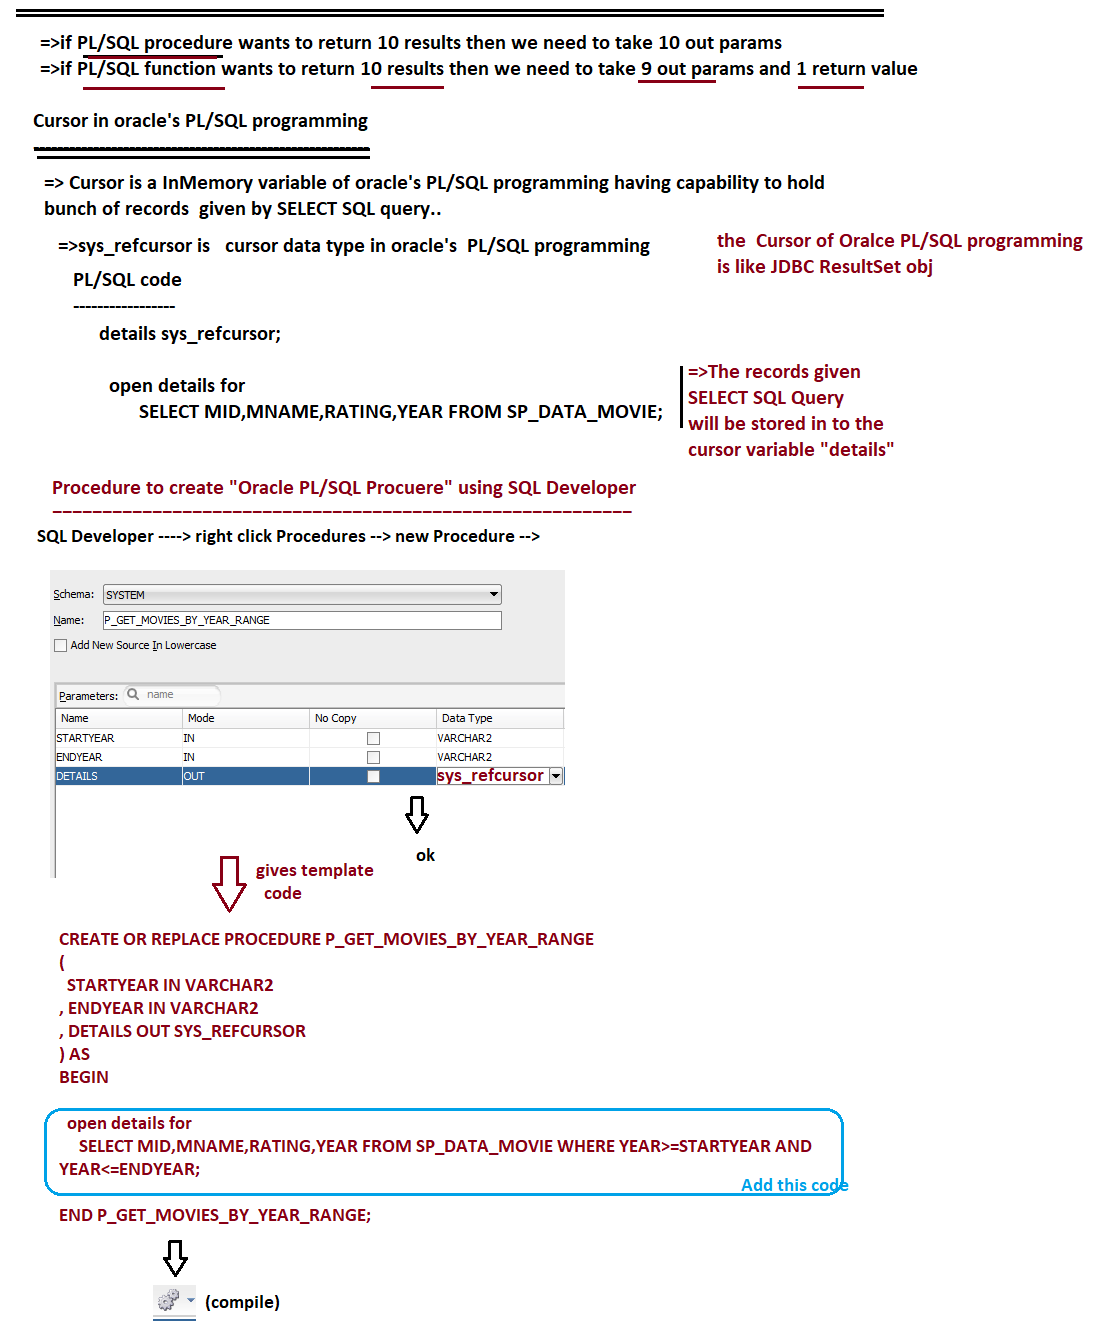 =>if PL/SQL procedure wants to return 10 results then we need to take 10 out params
=>if PL/SQL function wants to return 10 results then we need to take 9 out params and 1 return value
Cursor in oracle's PL/SQL programming
=> Cursor is a InMemory variable of oracle's PL/SQL programming having capability to hold
bunch of records given by SELECT SQL query..
=>sys_refcursor is cursor data type in oracle's PL/SQL programming
the Cursor of Oralce PL/SQL programming
is like JDBC ResultSet obj
PL/SQL code
-----------------
details sys_refcursor;
open details for
SELECT MID,MNAME,RATING,YEAR FROM SP_DATA_MOVIE;
=>The records given
SELECT SQL Query
will be stored in to the
cursor variable "details"
Procedure to create "Oracle PL/SQL Procuere" using SQL Developer
SQL Developer ----> right click Procedures --> new Procedure -->
Schema: SYSTEM
Name: P_GET_MOVIES_BY_YEAR_RANGE
Add New Source In Lowercase
Parameters: name
Name Mode No Copy Data Type
STARTYEAR IN VARCHAR2
ENDYEAR IN VARCHAR2
DETAILS OUT sys_refcursor
ok
gives template
code
CREATE OR REPLACE PROCEDURE P_GET_MOVIES_BY_YEAR_RANGE
(
STARTYEAR IN VARCHAR2
, ENDYEAR IN VARCHAR2
, DETAILS OUT SYS_REFCURSOR
) AS
BEGIN
open details for
SELECT MID,MNAME,RATING,YEAR FROM SP_DATA_MOVIE WHERE YEAR>=STARTYEAR AND
YEAR<=ENDYEAR;
Add this code
END P_GET_MOVIES_BY_YEAR_RANGE;
(compile)